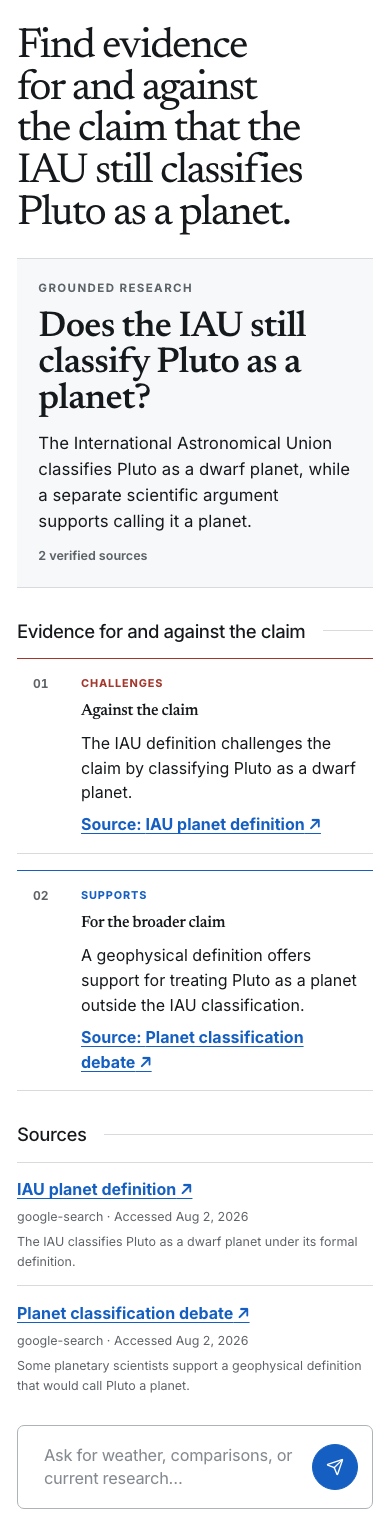 Find evidence
for and against
the claim that the
IAU still classifies
Pluto as a planet.
GROUNDED RESEARCH
Does the IAU still
classify Pluto as a
planet?
The International Astronomical Union
classifies Pluto as a dwarf planet, while
a separate scientific argument
supports calling it a planet.
2 verified sources
Evidence for and against the claim
01
CHALLENGES
Against the claim
The IAU definition challenges the
claim by classifying Pluto as a dwarf
planet.
Source: IAU planet definition ↗
02
SUPPORTS
For the broader claim
A geophysical definition offers
support for treating Pluto as a planet
outside the IAU classification.
Source: Planet classification
debate ↗
Sources
IAU planet definition ↗
google-search · Accessed Aug 2, 2026
The IAU classifies Pluto as a dwarf planet under its formal
definition.
Planet classification debate ↗
google-search · Accessed Aug 2, 2026
Some planetary scientists support a geophysical definition
that would call Pluto a planet.
Ask for weather, comparisons, or
current research...